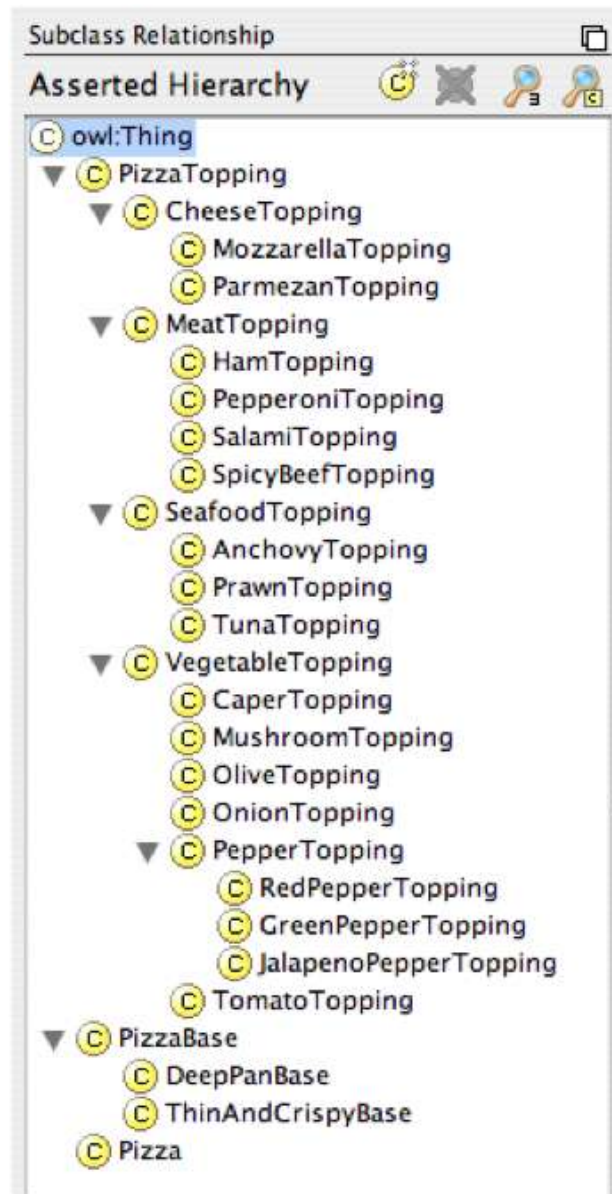 Subclass Relationship
Asserted Hierarchy
owl:Thing
PizzaTopping
CheeseTopping
MozzarellaTopping
ParmezanTopping
MeatTopping
HamTopping
PepperoniTopping
SalamiTopping
SpicyBeefTopping
SeafoodTopping
AnchovyTopping
PrawnTopping
TunaTopping
VegetableTopping
CaperTopping
MushroomTopping
OliveTopping
OnionTopping
PepperTopping
RedPepperTopping
GreenPepperTopping
JalapenoPepperTopping
TomatoTopping
PizzaBase
DeepPanBase
ThinAndCrispyBase
Pizza